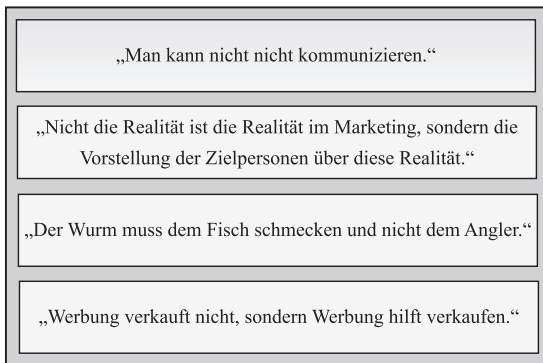 „Man kann nicht nicht kommunizieren.“
„Nicht die Realität ist die Realität im Marketing, sondern die
Vorstellung der Zielpersonen über diese Realität.“
„Der Wurm muss dem Fisch schmecken und nicht dem Angler.“
„Werbung verkauft nicht, sondern Werbung hilft verkaufen.“